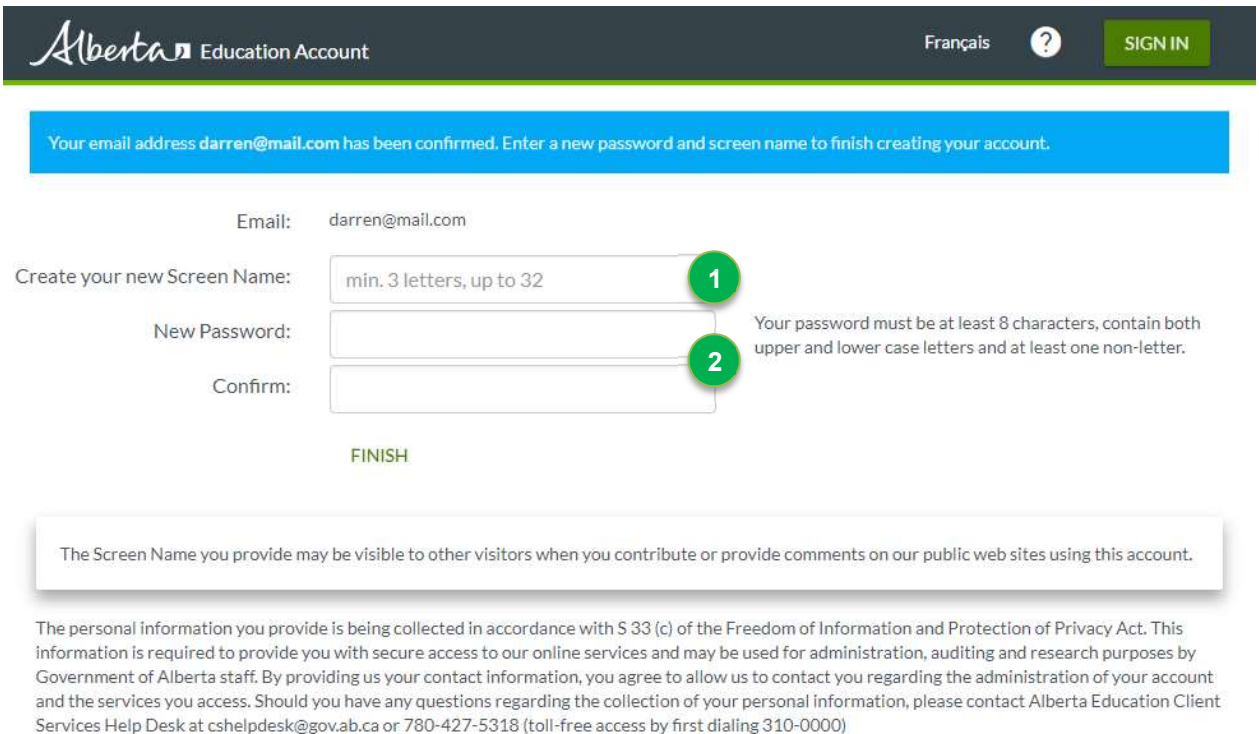 Alberta Education Account Français ? SIGN IN
Your email address darren@mail.com has been confirmed. Enter a new password and screen name to finish creating your account.
Email: darren@mail.com
Create your new Screen Name: min. 3 letters, up to 32 1
New Password:
Your password must be at least 8 characters, contain both
upper and lower case letters and at least one non-letter.
2
Confirm:
FINISH
The Screen Name you provide may be visible to other visitors when you contribute or provide comments on our public web sites using this account.
The personal information you provide is being collected in accordance with S 33 (c) of the Freedom of Information and Protection of Privacy Act. This
information is required to provide you with secure access to our online services and may be used for administration, auditing and research purposes by
Government of Alberta staff. By providing us your contact information, you agree to allow us to contact you regarding the administration of your account
and the services you access. Should you have any questions regarding the collection of your personal information, please contact Alberta Education Client
Services Help Desk at cshelpdesk@gov.ab.ca or 780-427-5318 (toll-free access by first dialing 310-0000)